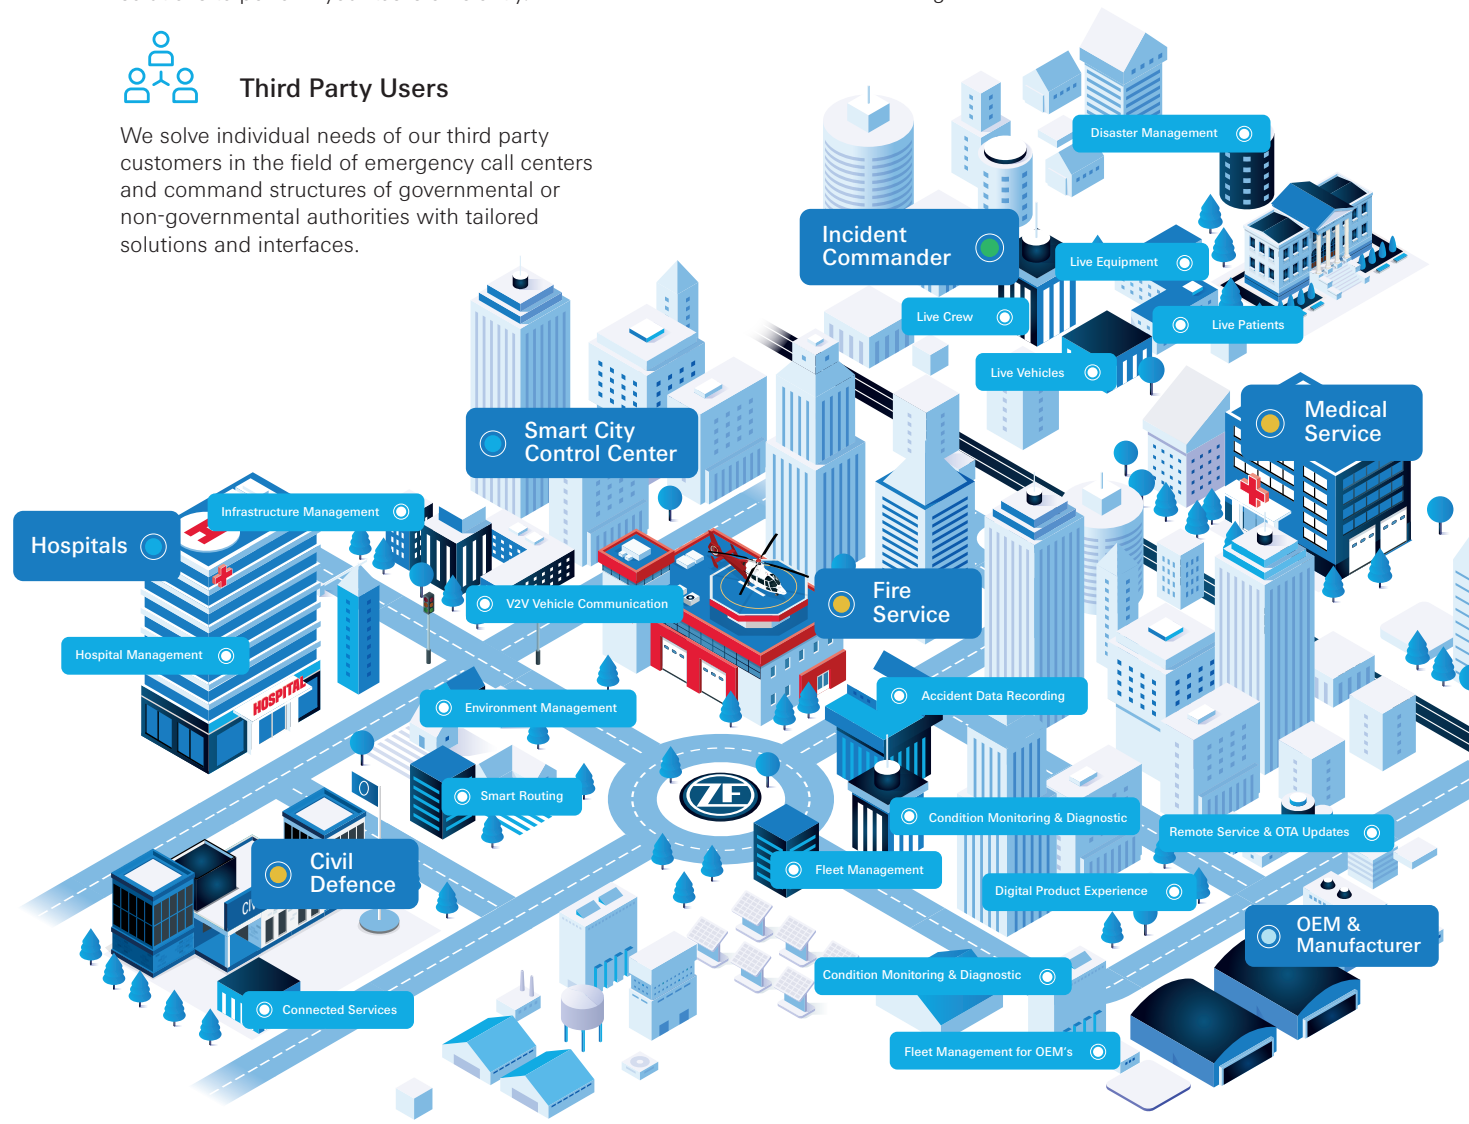 Third Party Users
We solve individual needs of our third party
customers in the field of emergency call centers
and command structures of governmental or
non-governmental authorities with tailored
solutions and interfaces.
Disaster Management
Incident
Commander
Live Equipment
Live Crew
Live Patients
Live Vehicles
Medical
Service
Smart City
Control Center
Infrastructure Management
H
Hospitals
V2V Vehicle Communication
Fire
Service
Hospital Management
HOSPITAL
Accident Data Recording
Environment Management
Smart Routing
ZF
Condition Monitoring & Diagnostic
Remote Service & OTA Updates
Civil
Defence
Fleet Management
Digital Product Experience
OEM &
Manufacturer
Condition Monitoring & Diagnostic
Connected Services
Fleet Management for OEM's